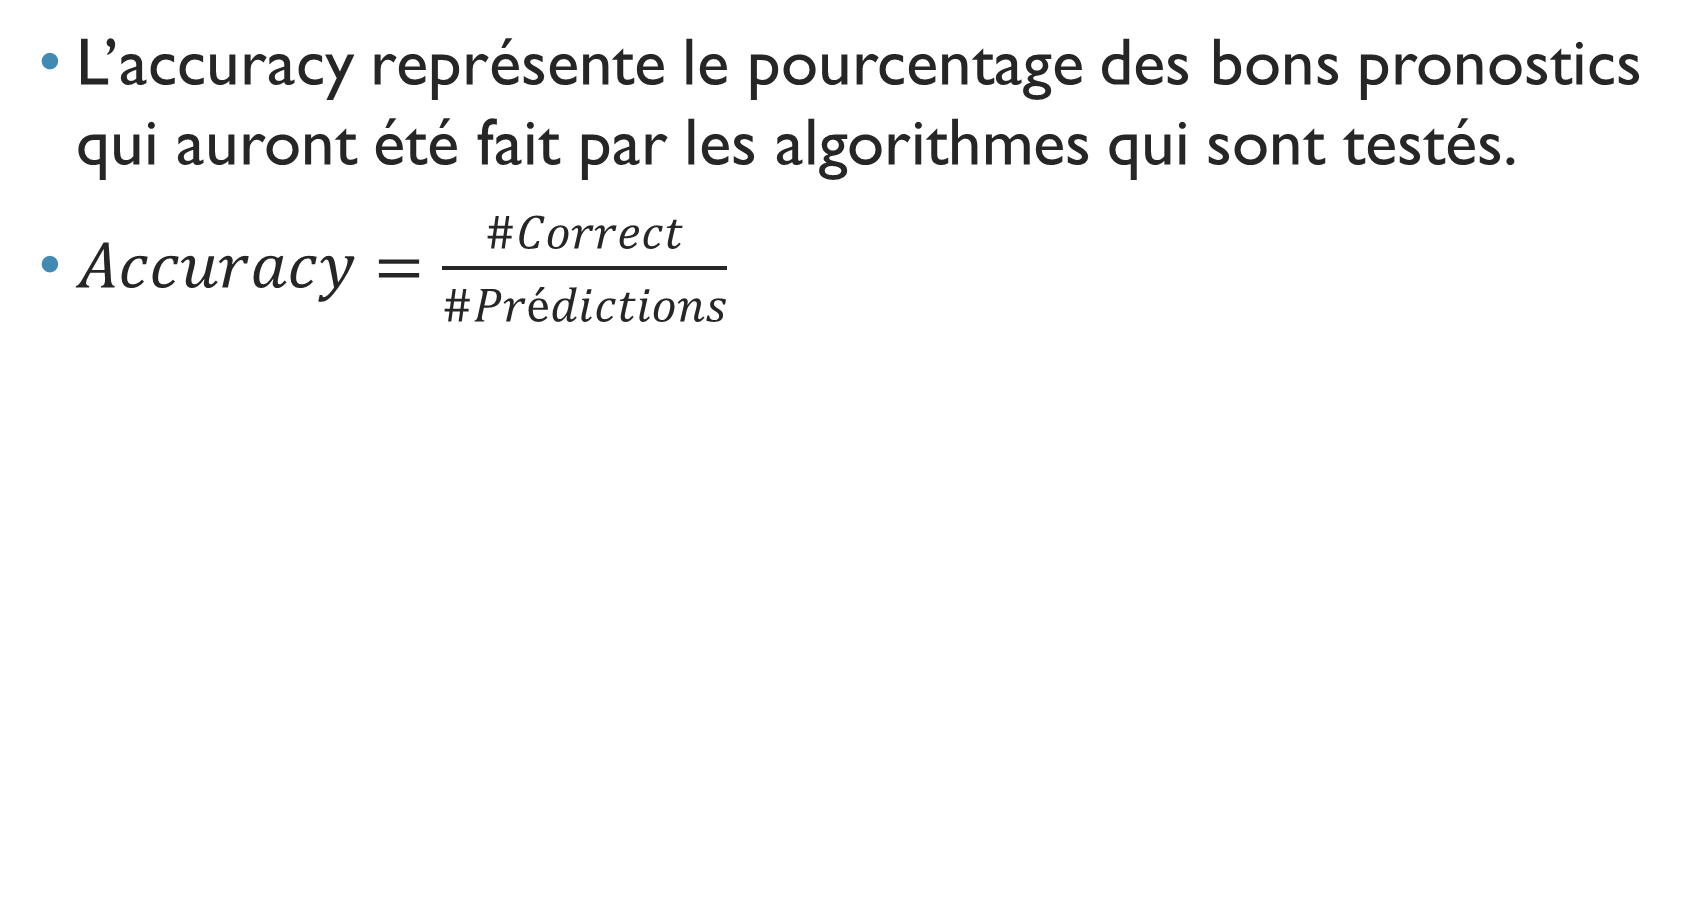 • L’accuracy représente le pourcentage des bons pronostics
qui auront été fait par les algorithmes qui sont testés.
• Accuracy = #Correct / #Prédictions